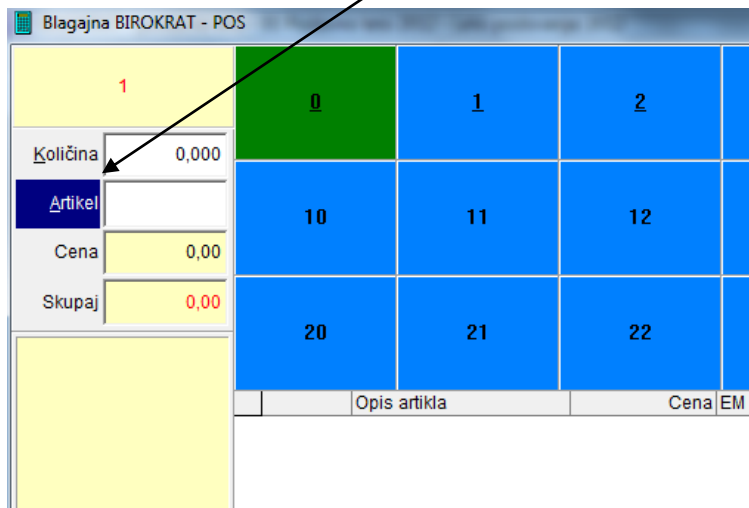 Blagajna BIROKRAT - POS
1
0 1 2
Količina 0,000
Artikel
10 11 12
Cena 0,00
Skupaj 0,00
20 21 22
Opis artikla Cena EM